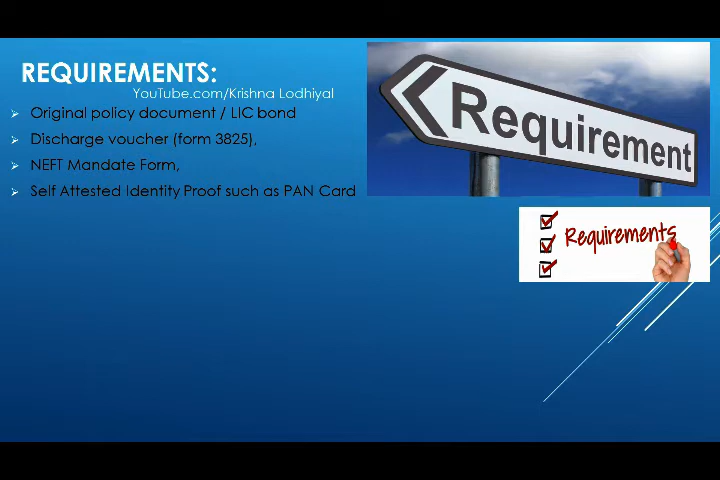 REQUIREMENTS:
YouTube.com/Krishna Lodhiyal
➢ Original policy document / LIC bond
➢ Discharge voucher (form 3825),
➢ NEFT Mandate Form,
➢ Self Attested Identity Proof such as PAN Card
Requirement
Requirements